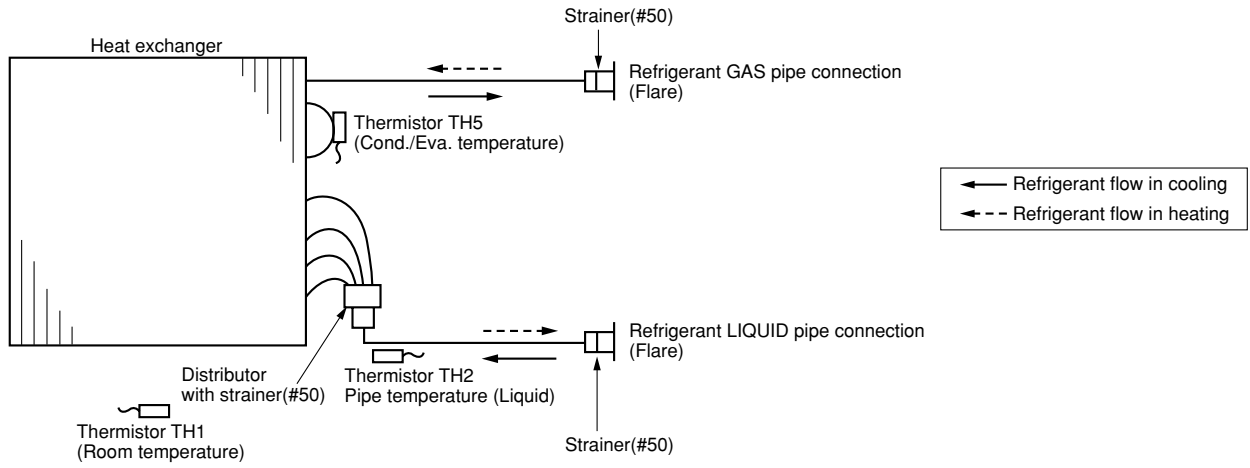 Strainer(#50)
Heat exchanger
Refrigerant GAS pipe connection
(Flare)
Thermistor TH5
(Cond./Eva. temperature)
Refrigerant flow in cooling
Refrigerant flow in heating
Refrigerant LIQUID pipe connection
(Flare)
Distributor
with strainer(#50)
Thermistor TH2
Pipe temperature (Liquid)
Thermistor TH1
(Room temperature)
Strainer(#50)